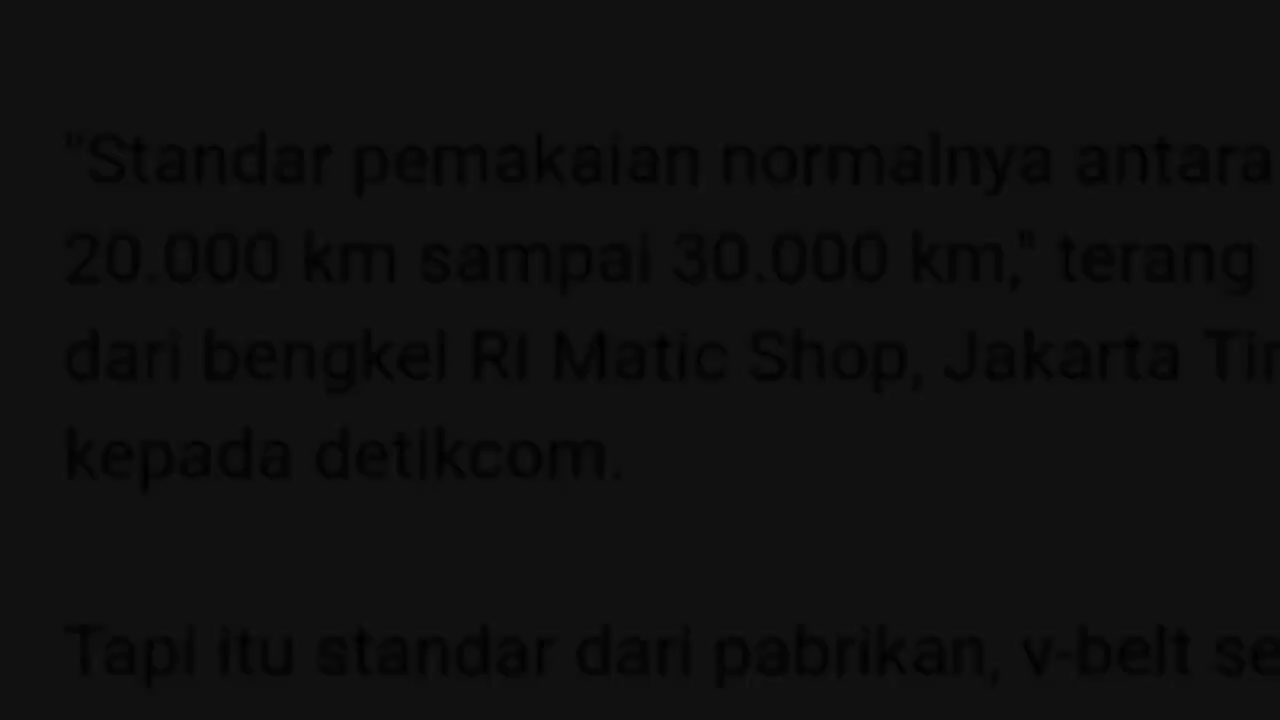 "Standar pemakaian normalnya antara
20.000 km sampai 30.000 km," terang
dari bengkel RI Matic Shop, Jakarta
kepada detikcom.
Tapi itu standar dari pabrikan, v-belt